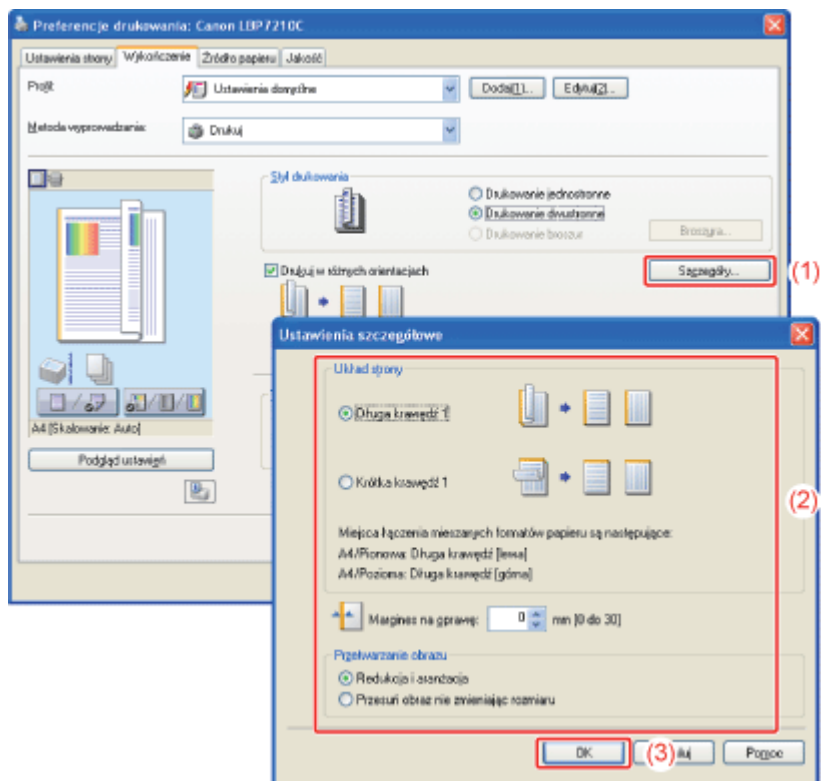 Preferencje drukowania: Canon LBP7210C
Ustawienia strony Wykończenie Źródło papieru Jakość
Profil: Ustawienia domyślne Dodaj(1)... Edytuj(2)...
Metoda wyprowadzania: Drukuj
Styl drukowania
Drukowanie jednostronne
Drukowanie dwustronne
Drukowanie broszur Broszura...
Drukuj w różnych orientacjach Szczegóły... (1)
A4 [Skalowanie: Auto]
Podgląd ustawień
Ustawienia szczegółowe
Układ strony
Długa krawędź 1
Krótka krawędź 1
(2)
Miejsca łączenia mieszanych formatów papieru są następujące:
A4/Pionowa: Długa krawędź [lewa]
A4/Pozioma: Długa krawędź [górna]
Margines na oprawę: 0 mm [0 do 30]
Przetwarzanie obrazu
Redukcja i aranżacja
Przesuń obraz nie zmieniając rozmiaru
OK (3) Pomoc